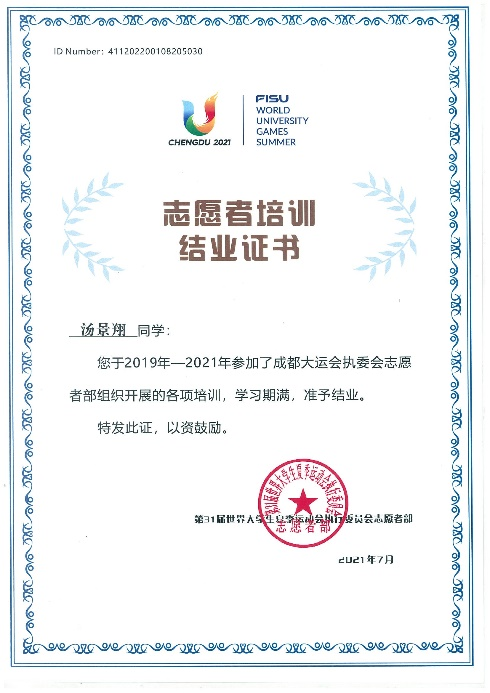 ID Number: 411202200108205030
CHENGDU 2021
FISU
WORLD
UNIVERSITY
GAMES
SUMMER
志愿者培训
结业证书
汤景翔 同学：
您于2019年—2021年参加了成都大运会执委会志愿
者部组织开展的各项培训，学习期满，准予结业。
特发此证，以资鼓励。
第31届世界大学生夏季运动会执行委员会志愿者部
志愿者部
2021年7月